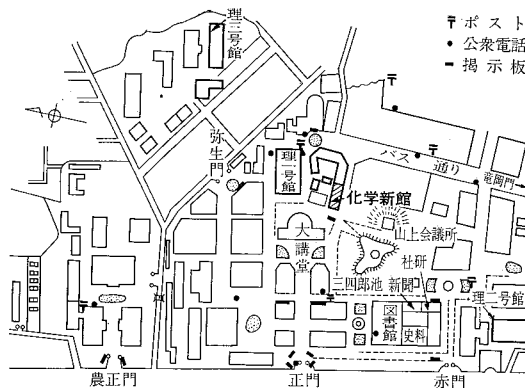 〒ポスト
●公衆電話
━掲示板
理三号館
弥生門
理一号館
バス通り
竜岡門
化学新館
山上会議所
大講堂
社研
三四郎池
新聞
理二号館
図書館
史料
農正門
正門
赤門